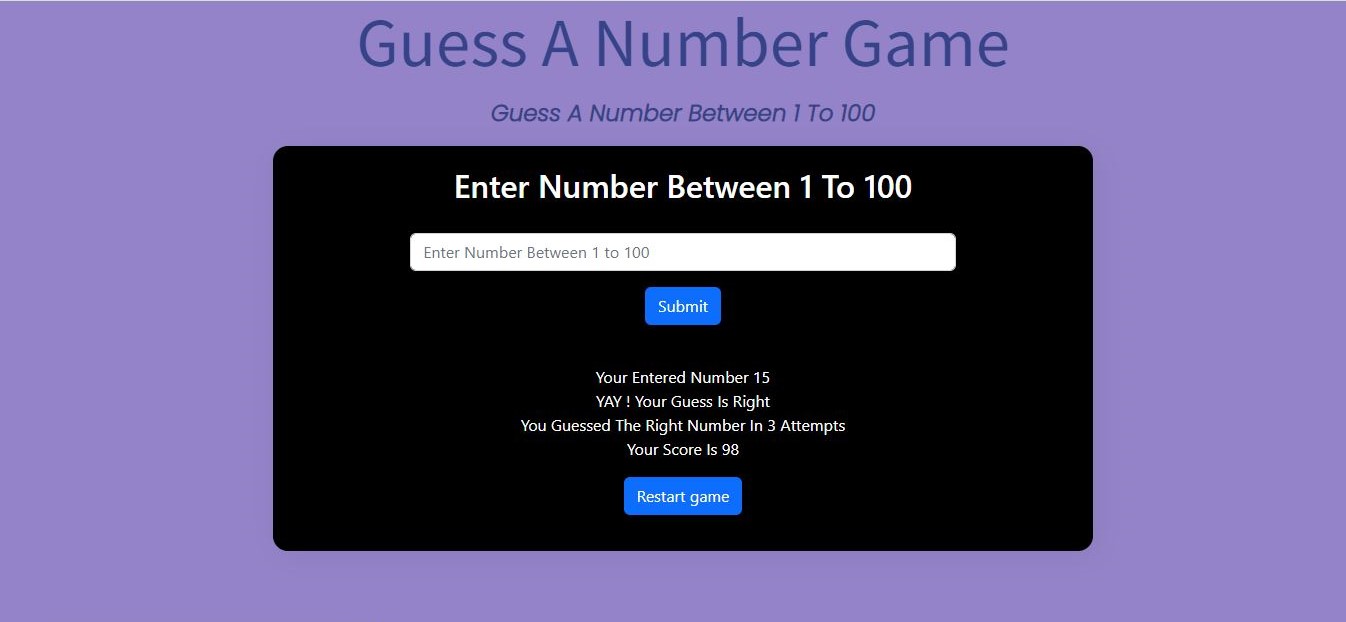 Guess A Number Game
Guess A Number Between 1 To 100
Enter Number Between 1 To 100
Enter Number Between 1 to 100
Submit
Your Entered Number 15
YAY ! Your Guess Is Right
You Guessed The Right Number In 3 Attempts
Your Score Is 98
Restart game